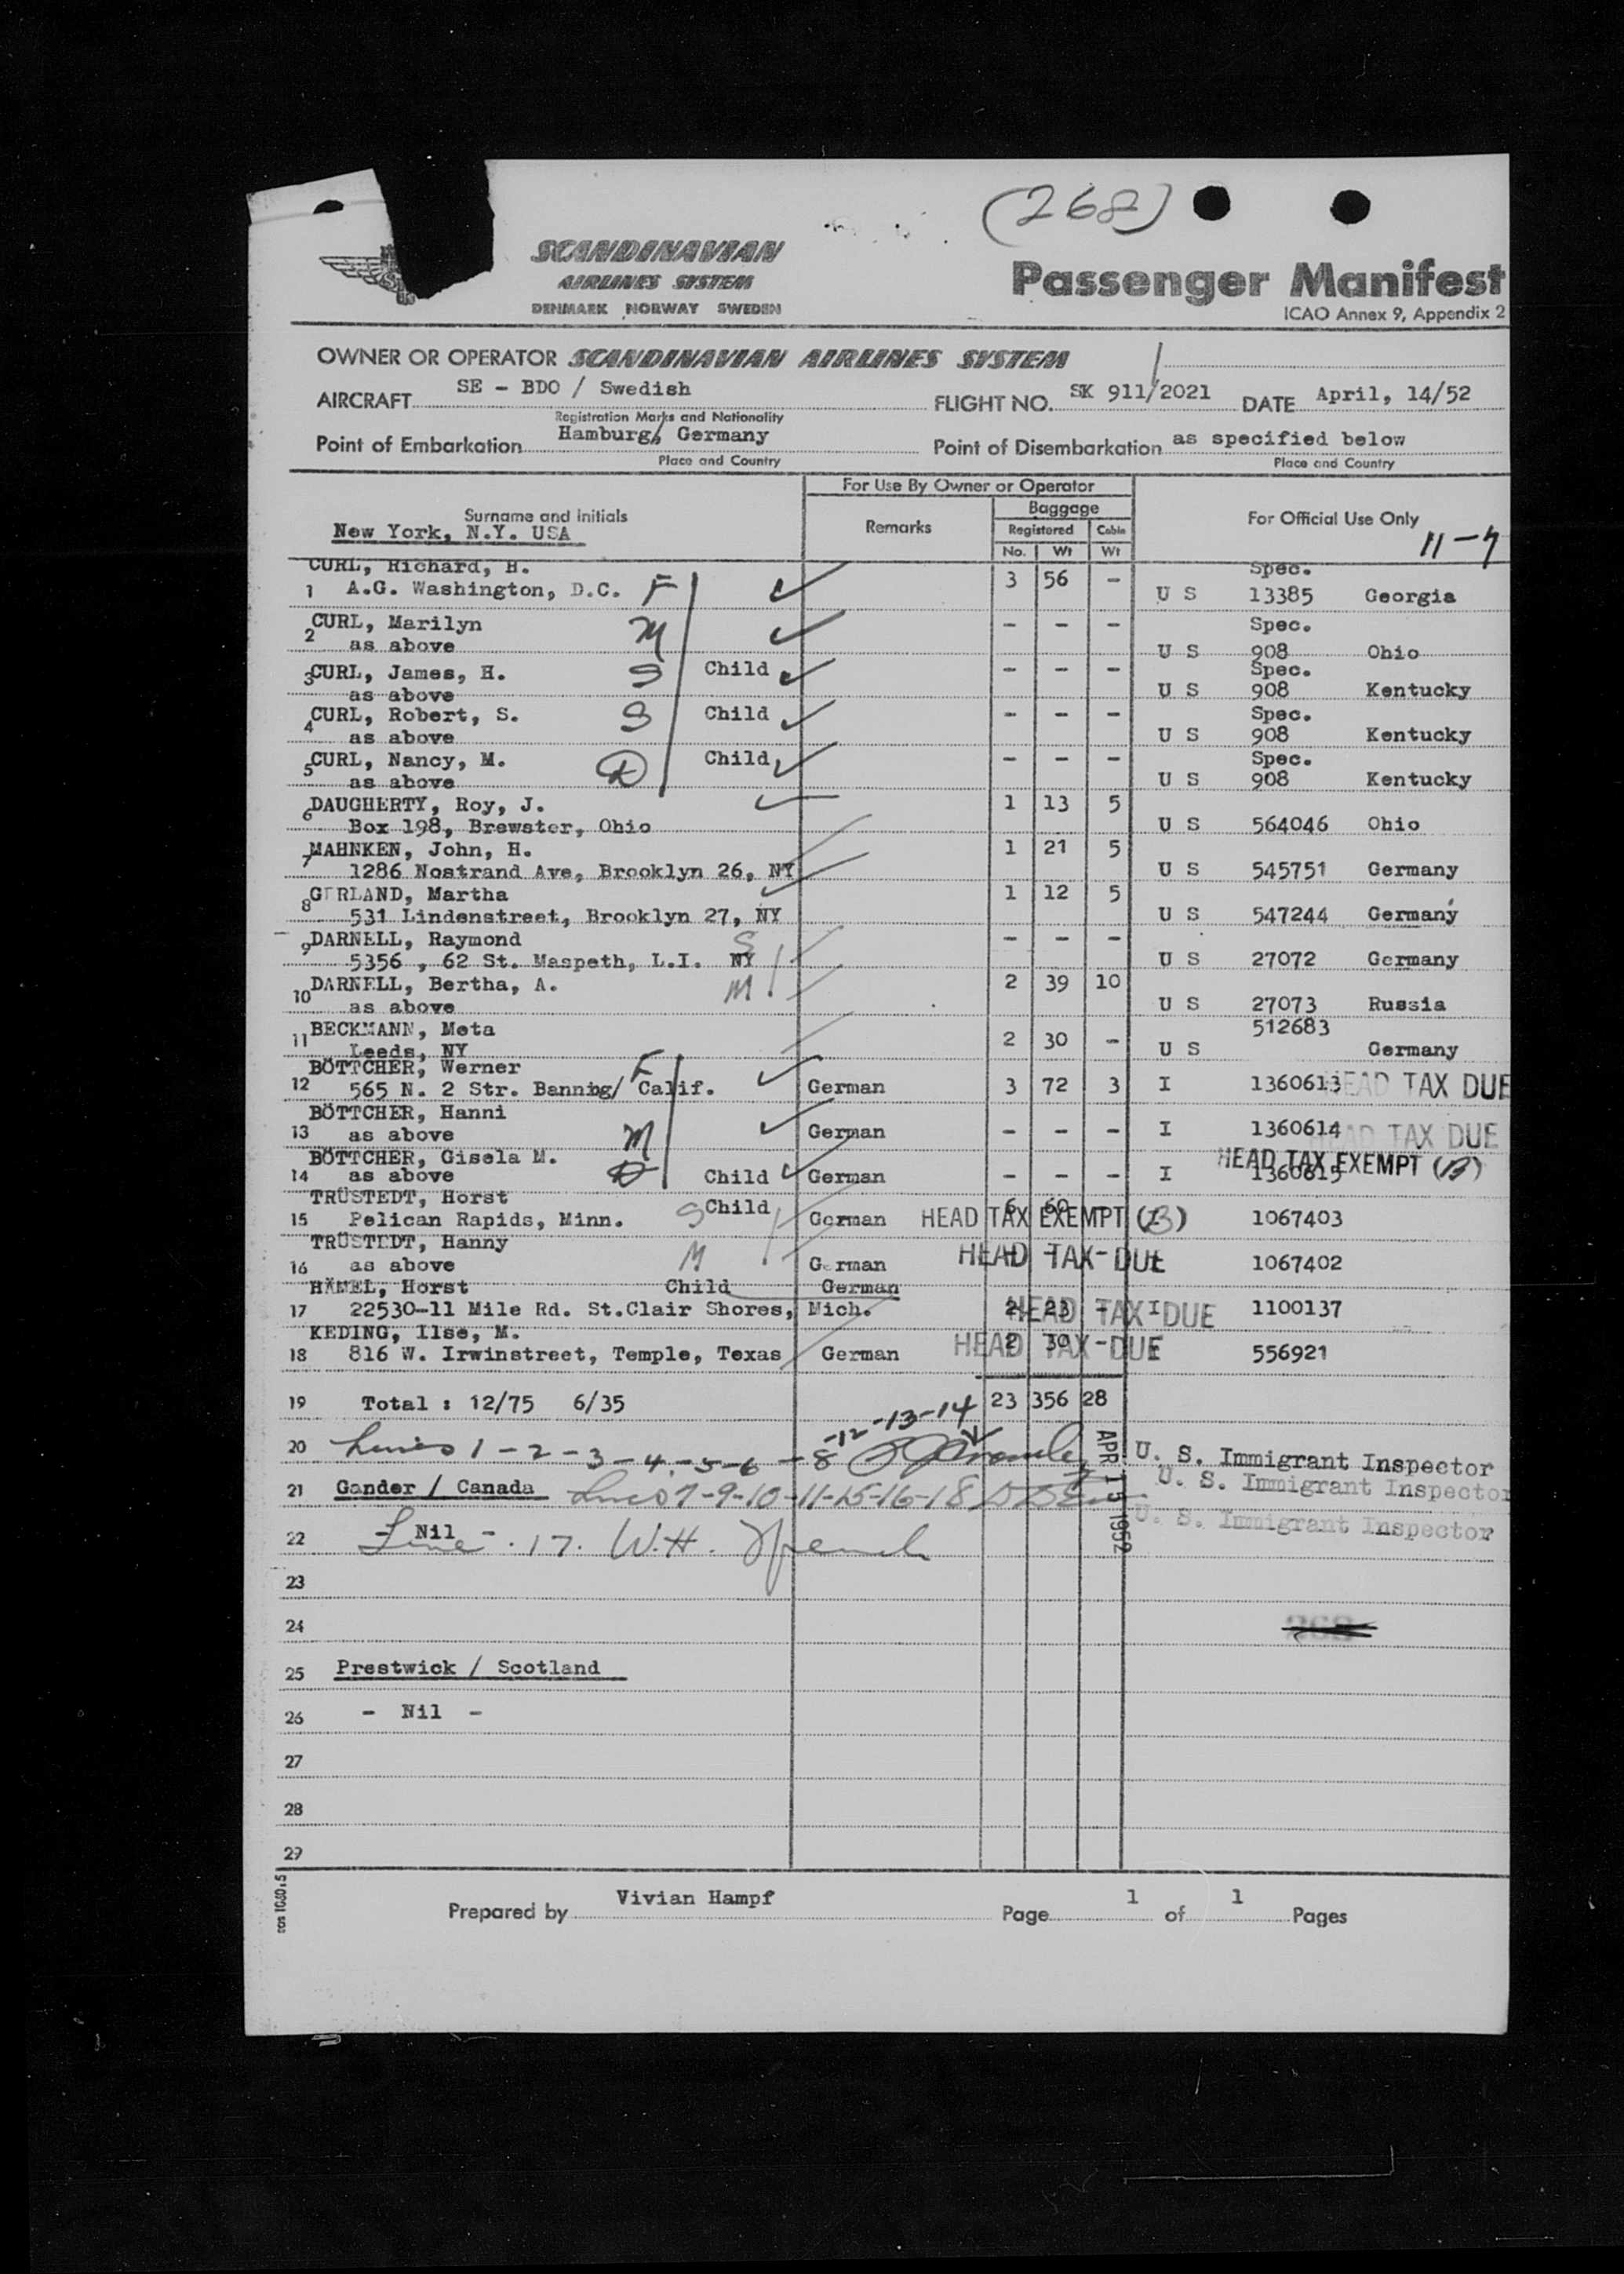 (268)
SCANDINAVIAN
AIRLINES SYSTEM
DENMARK NORWAY SWEDEN
Passenger Manifest
ICAO Annex 9, Appendix 2
OWNER OR OPERATOR SCANDINAVIAN AIRLINES SYSTEM
AIRCRAFT SE - BDO / Swedish FLIGHT NO. SK 911/2021 DATE April, 14/52
Registration Marks and Nationality
Point of Embarkation Hamburg, Germany Point of Disembarkation as specified below
Place and Country Place and Country
For Use By Owner or Operator
Surname and initials Remarks Baggage For Official Use Only
New York, N.Y. USA Registered Cabin 11-7
No. Wt Wt
CURL, Richard, H. Spec.
1 A.G. Washington, D.C. F 3 56 - U S 13385 Georgia
CURL, Marilyn M - - - Spec.
2 as above U S 908 Ohio
CURL, James, H. S Child - - - Spec.
3 as above U S 908 Kentucky
CURL, Robert, S. S Child - - - Spec.
4 as above U S 908 Kentucky
CURL, Nancy, M. Child - - - Spec.
5 as above U S 908 Kentucky
DAUGHERTY, Roy, J. 1 13 5
6 Box 198, Brewster, Ohio U S 564046 Ohio
MAHNKEN, John, H. 1 21 5
7 1286 Nostrand Ave, Brooklyn 26, NY U S 545751 Germany
GERLAND, Martha 1 12 5
8 531 Lindenstreet, Brooklyn 27, NY U S 547244 Germany
DARNELL, Raymond S - - -
9 5356 , 62 St. Maspeth, L.I. NY U S 27072 Germany
DARNELL, Bertha, A. M 2 39 10
10 as above U S 27073 Russia
BECKMANN, Meta 512683
11 Leeds, NY 2 30 - U S Germany
BÖTTCHER, Werner F
12 565 N. 2 Str. Banning/ Calif. German 3 72 3 I 1360613 HEAD TAX DUE
BÖTTCHER, Hanni
13 as above M German - - - I 1360614 HEAD TAX DUE
BÖTTCHER, Gisela M. HEAD TAX EXEMPT (B)
14 as above Child German - - - I 1360615
TRÜSTEDT, Horst Child
15 Pelican Rapids, Minn. S German 6 60 HEAD TAX EXEMPT (B) 1067403
TRÜSTEDT, Hanny
16 as above M German HEAD TAX DUE 1067402
HÄMEL, Horst Child German
17 22530-11 Mile Rd. St.Clair Shores, Mich. 2 23 - I HEAD TAX DUE 1100137
KEDING, Ilse, M.
18 816 W. Irwinstreet, Temple, Texas German 2 30 - HEAD TAX DUE 556921
19 Total : 12/75 6/35 23 356 28
20 Lines 1-2-3-4-5-6-8-12-13-14 U. S. Immigrant Inspector
21 Gander / Canada Lines 7-9-10-11-15-16-18 U. S. Immigrant Inspector
APR 15 1952
22 - Nil - Line 17. W.H. U. S. Immigrant Inspector
23
24 268
25 Prestwick / Scotland
26 - Nil -
27
28
29
Prepared by Vivian Hampf Page 1 of 1 Pages